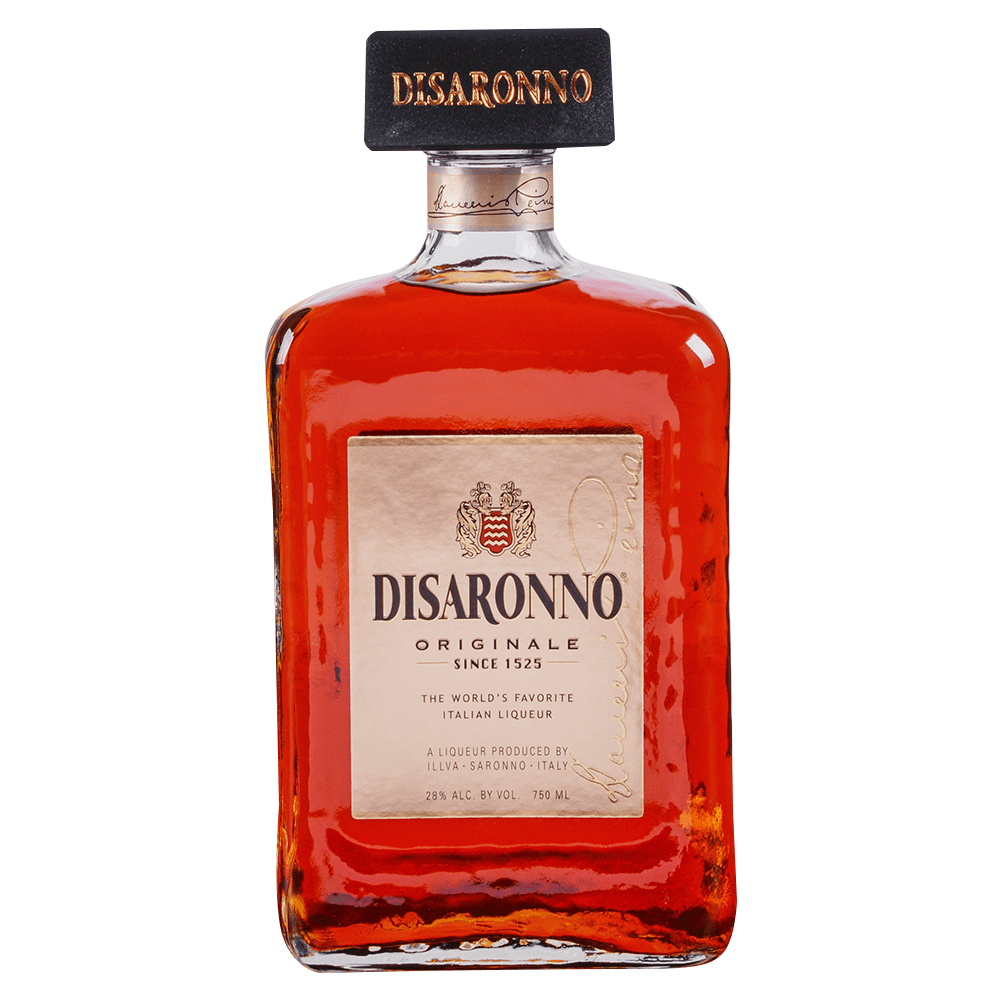 DISARONNO
DISARONNO®
ORIGINALE
SINCE 1525
THE WORLD'S FAVORITE
ITALIAN LIQUEUR
A LIQUEUR PRODUCED BY
ILLVA · SARONNO · ITALY
28% ALC. BY VOL. 750 ML